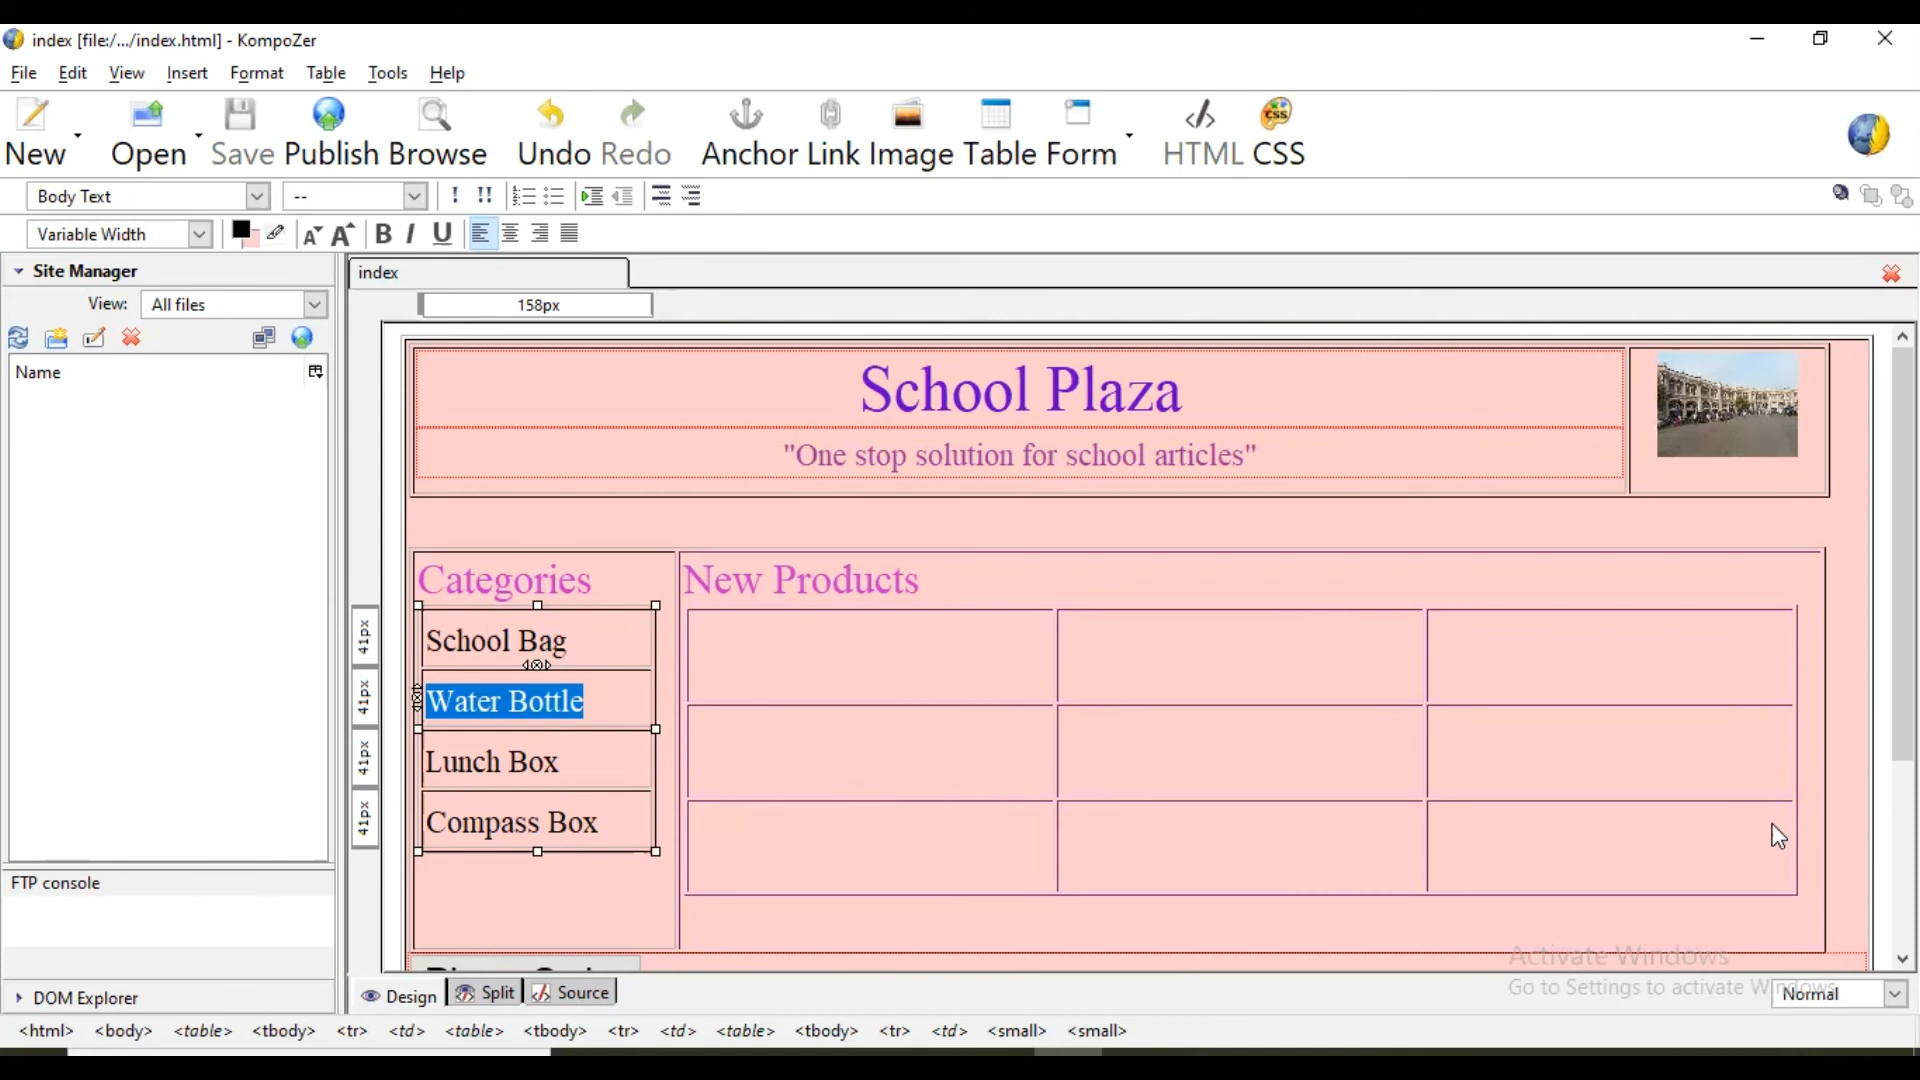 index [file:/.../index.html] - KompoZer
File Edit View Insert Format Table Tools Help
New Open Save Publish Browse Undo Redo Anchor Link Image Table Form HTML CSS
Body Text -- ! !!
Variable Width A A B I U
Site Manager
index
View: All files
158px
Name
School Plaza
"One stop solution for school articles"
Categories
New Products
41px
School Bag
41px
Water Bottle
41px
Lunch Box
41px
Compass Box
FTP console
Activate Windows
Go to Settings to activate Windows.
DOM Explorer
Design Split Source
Normal
<html> <body> <table> <tbody> <tr> <td> <table> <tbody> <tr> <td> <table> <tbody> <tr> <td> <small> <small>